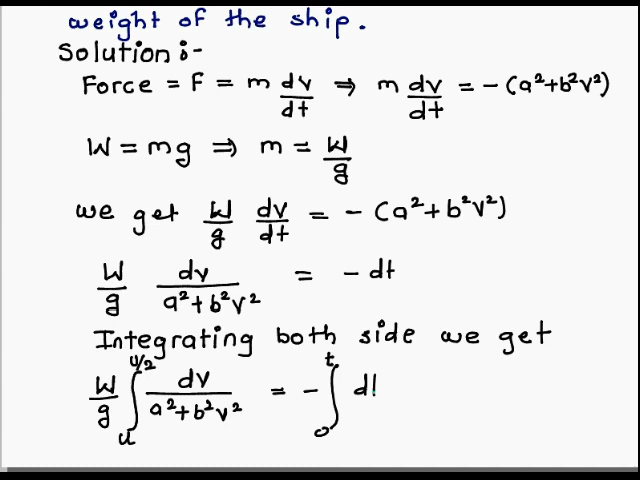 weight of the ship.
Solution :-
Force = F = m dv/dt ⇒ m dv/dt = - (a²+b²v²)
W = mg ⇒ m = W/g
we get W/g dv/dt = - (a²+b²v²)
W/g dv/(a²+b²v²) = - dt
Integrating both side we get
W/g ∫_u^{u/2} dv/(a²+b²v²) = - ∫_0^t d